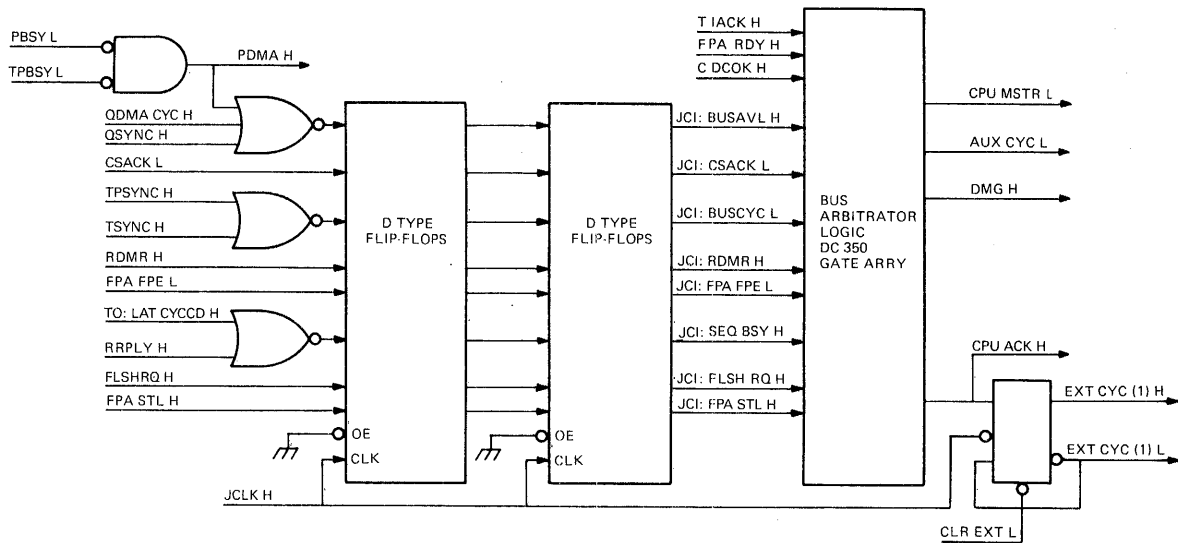 PBSY L
TPBSY L
PDMA H
QDMA CYC H
QSYNC H
CSACK L
TPSYNC H
TSYNC H
RDMR H
FPA FPE L
TO: LAT CYCCD H
RRPLY H
FLSHRQ H
FPA STL H
JCLK H
D TYPE
FLIP-FLOPS
OE
CLK
D TYPE
FLIP-FLOPS
OE
CLK
T IACK H
FPA RDY H
C DCOK H
JCI: BUSAVL H
JCI: CSACK L
JCI: BUSCYC L
JCI: RDMR H
JCI: FPA FPE L
JCI: SEQ BSY H
JCI: FLSH RQ H
JCI: FPA STL H
BUS
ARBITRATOR
LOGIC
DC 350
GATE ARRY
CPU MSTR L
AUX CYC L
DMG H
CPU ACK H
EXT CYC (1) H
EXT CYC (1) L
CLR EXT L